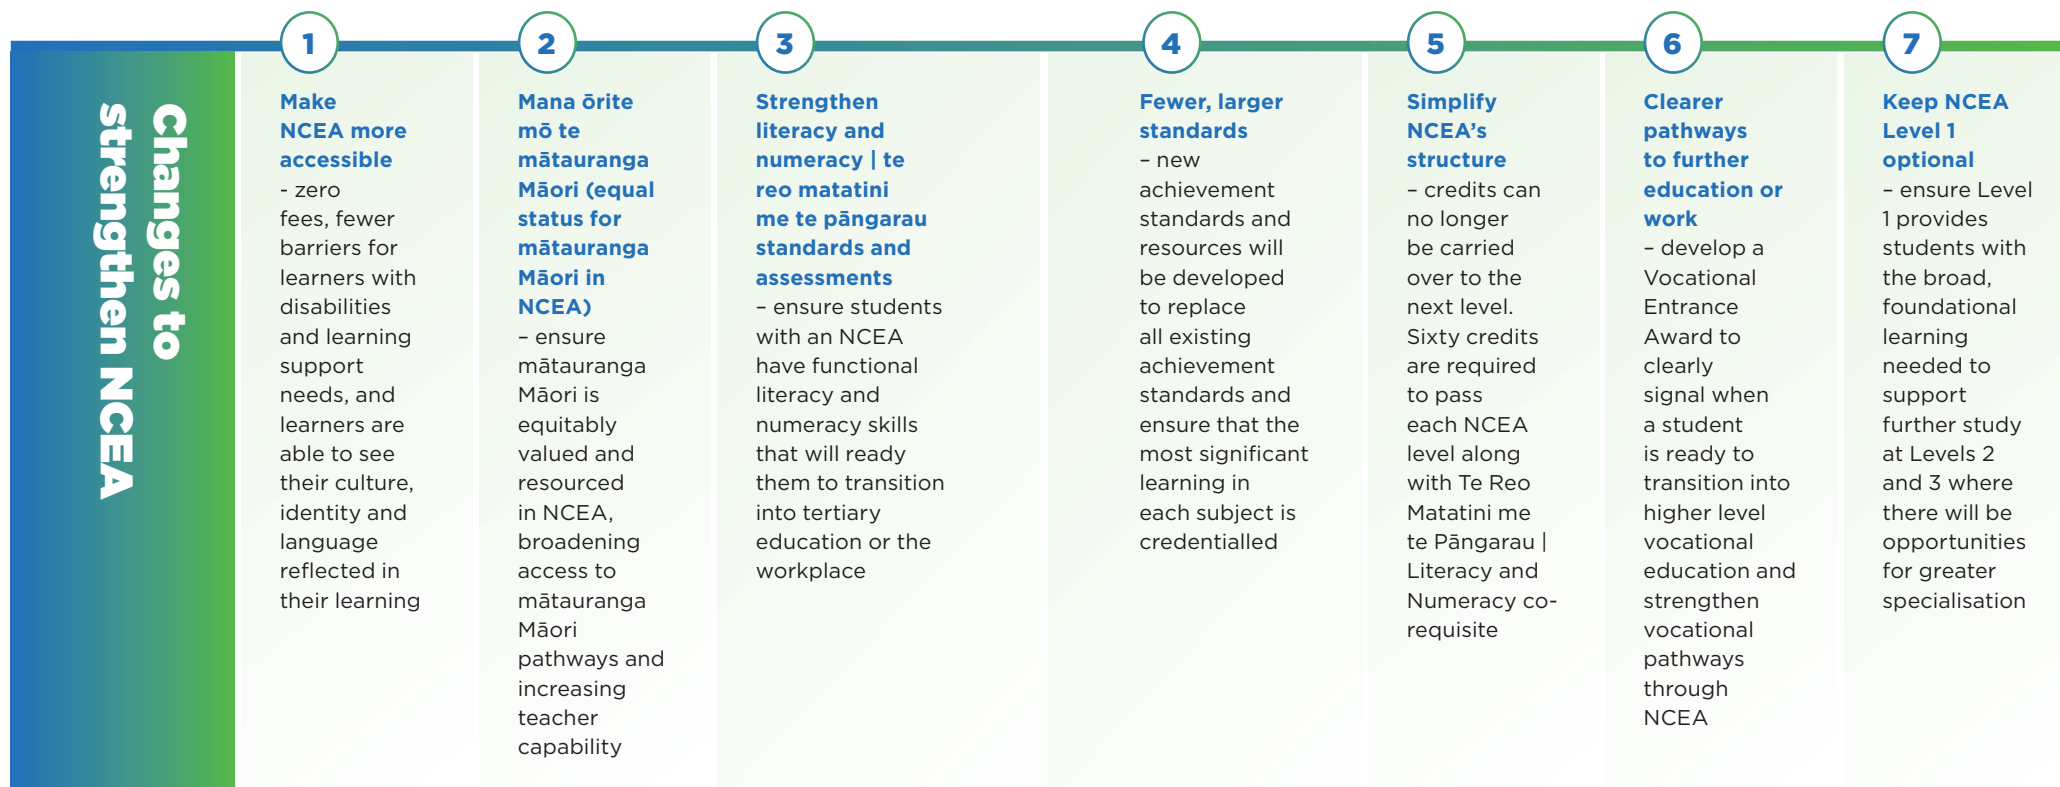 Changes to
strengthen NCEA
1
Make
NCEA more
accessible
- zero
fees, fewer
barriers for
learners with
disabilities
and learning
support
needs, and
learners are
able to see
their culture,
identity and
language
reflected in
their learning
2
Mana ōrite
mō te
mātauranga
Māori (equal
status for
mātauranga
Māori in
NCEA)
– ensure
mātauranga
Māori is
equitably
valued and
resourced
in NCEA,
broadening
access to
mātauranga
Māori
pathways and
increasing
teacher
capability
3
Strengthen
literacy and
numeracy | te
reo matatini
me te pāngarau
standards and
assessments
– ensure students
with an NCEA
have functional
literacy and
numeracy skills
that will ready
them to transition
into tertiary
education or the
workplace
4
Fewer, larger
standards
– new
achievement
standards and
resources will
be developed
to replace
all existing
achievement
standards and
ensure that the
most significant
learning in
each subject is
credentialled
5
Simplify
NCEA’s
structure
– credits can
no longer
be carried
over to the
next level.
Sixty credits
are required
to pass
each NCEA
level along
with Te Reo
Matatini me
te Pāngarau |
Literacy and
Numeracy co-
requisite
6
Clearer
pathways
to further
education or
work
– develop a
Vocational
Entrance
Award to
clearly
signal when
a student
is ready to
transition into
higher level
vocational
education and
strengthen
vocational
pathways
through
NCEA
7
Keep NCEA
Level 1
optional
– ensure Level
1 provides
students with
the broad,
foundational
learning
needed to
support
further study
at Levels 2
and 3 where
there will be
opportunities
for greater
specialisation